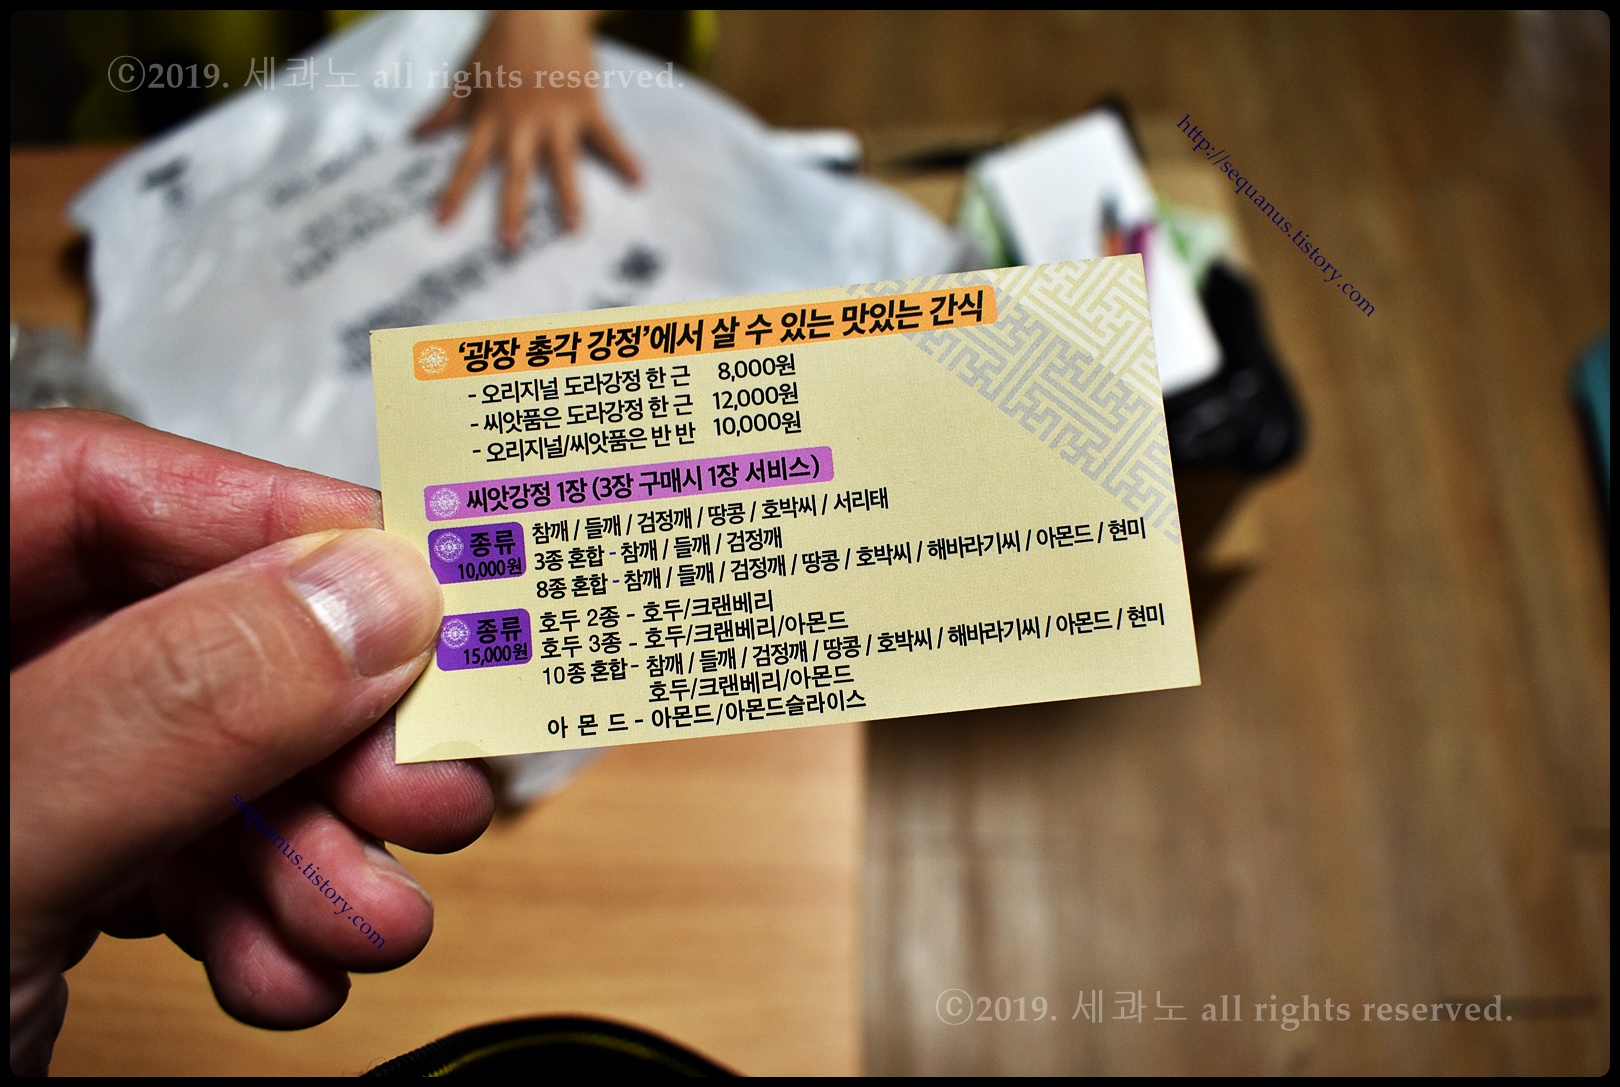 ⓒ2019. 세콰노 all rights reserved.
http://sequanus.tistory.com
'광장 총각 강정'에서 살 수 있는 맛있는 간식
- 오리지널 도라강정 한 근 8,000원
- 씨앗품은 도라강정 한 근 12,000원
- 오리지널/씨앗품은 반 반 10,000원
씨앗강정 1장 (3장 구매시 1장 서비스)
종류 10,000원
참깨 / 들깨 / 검정깨 / 땅콩 / 호박씨 / 서리태
3종 혼합 - 참깨 / 들깨 / 검정깨
8종 혼합 - 참깨 / 들깨 / 검정깨 / 땅콩 / 호박씨 / 해바라기씨 / 아몬드 / 현미
종류 15,000원
호두 2종 - 호두/크랜베리
호두 3종 - 호두/크랜베리/아몬드
10종 혼합 - 참깨 / 들깨 / 검정깨 / 땅콩 / 호박씨 / 해바라기씨 / 아몬드 / 현미
호두/크랜베리/아몬드
아 몬 드 - 아몬드/아몬드슬라이스
sequanus.tistory.com
ⓒ2019. 세콰노 all rights reserved.